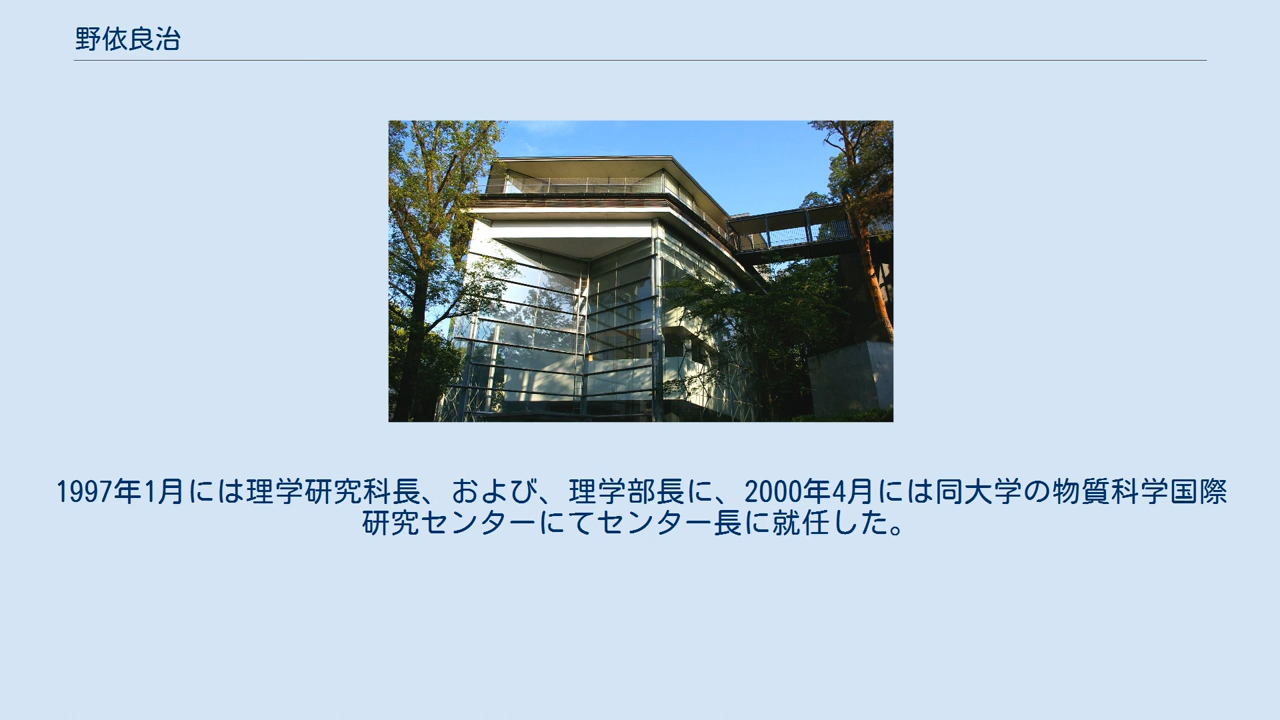 野依良治
1997年1月には理学研究科長、および、理学部長に、2000年4月には同大学の物質科学国際
研究センターにてセンター長に就任した。